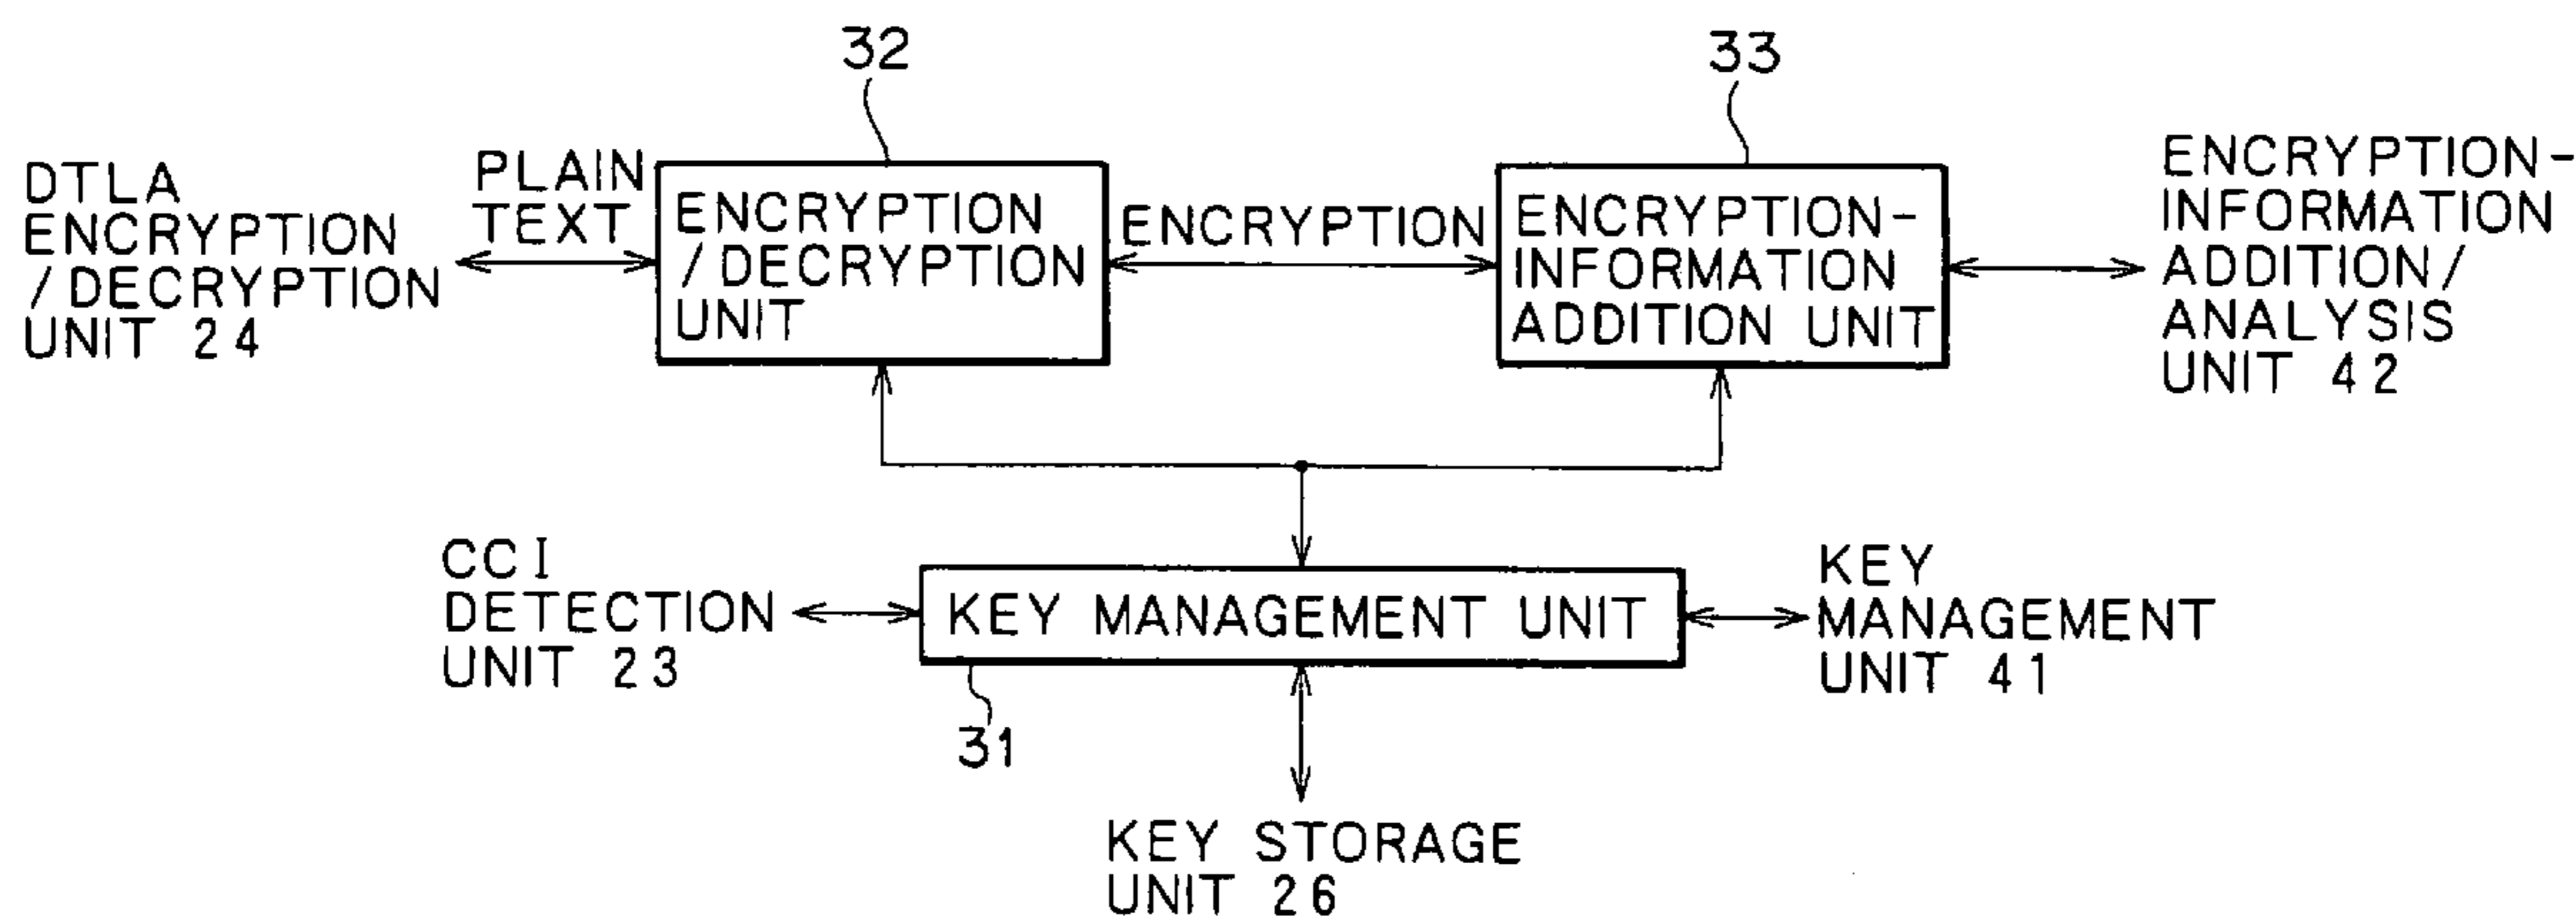 32
33
DTLA
ENCRYPTION
/DECRYPTION
UNIT 24
PLAIN
TEXT
ENCRYPTION
/DECRYPTION
UNIT
ENCRYPTION
ENCRYPTION-
INFORMATION
ADDITION UNIT
ENCRYPTION-
INFORMATION
ADDITION/
ANALYSIS
UNIT 42
CCI
DETECTION
UNIT 23
KEY MANAGEMENT UNIT
KEY
MANAGEMENT
UNIT 41
31
KEY STORAGE
UNIT 26